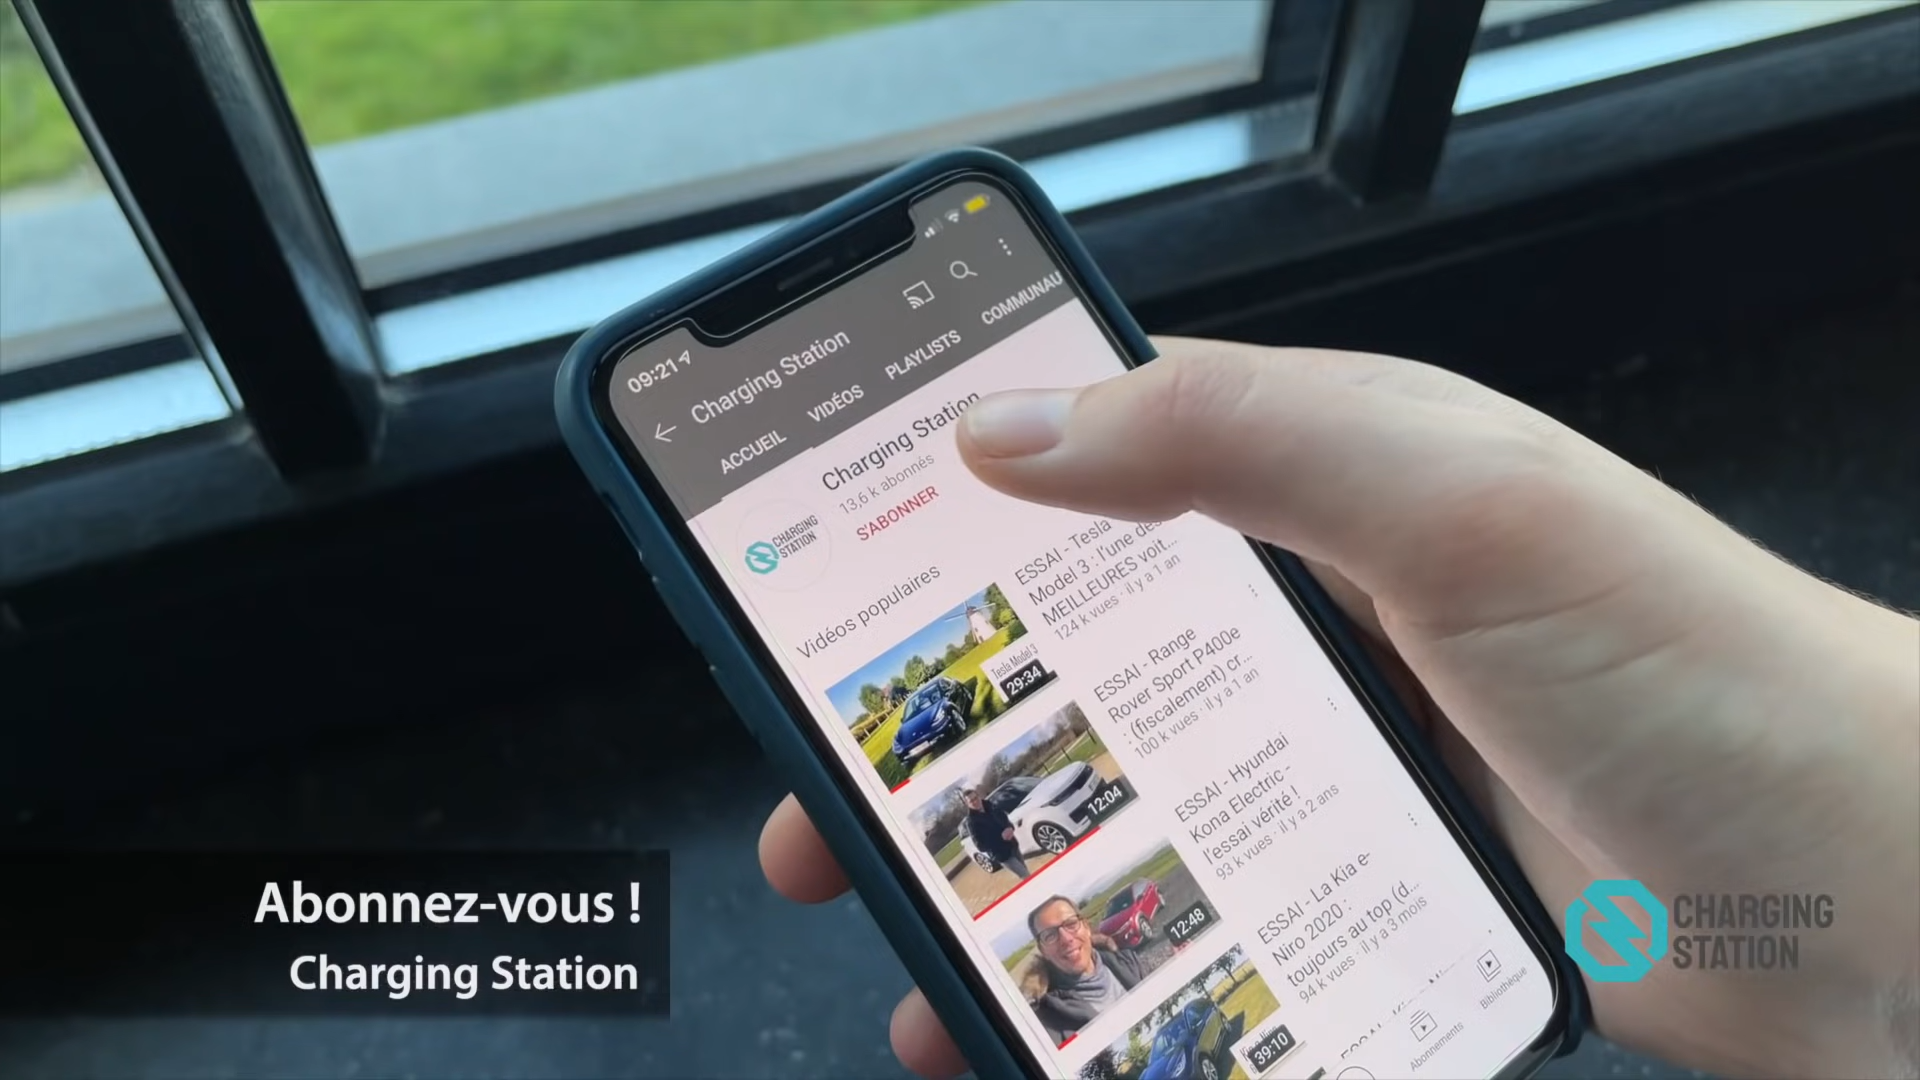 09:21
Charging Station
ACCUEIL VIDÉOS PLAYLISTS COMMUNAU
Charging Station
13,6 k abonnés
S'ABONNER
CHARGING
STATION
Vidéos populaires
ESSAI - Tesla
Model 3 : l'une des
MEILLEURES voit...
124 k vues · il y a 1 an
Tesla Model 3
29:34
ESSAI - Range
Rover Sport P400e
: (fiscalement) cr...
100 k vues · il y a 1 an
12:04
ESSAI - Hyundai
Kona Electric -
l'essai vérité !
93 k vues · il y a 2 ans
12:48
ESSAI - La Kia e-
Niro 2020 :
toujours au top (d...
94 k vues · il y a 3 mois
39:10
Abonnements
Bibliothèque
Abonnez-vous !
Charging Station
CHARGING
STATION